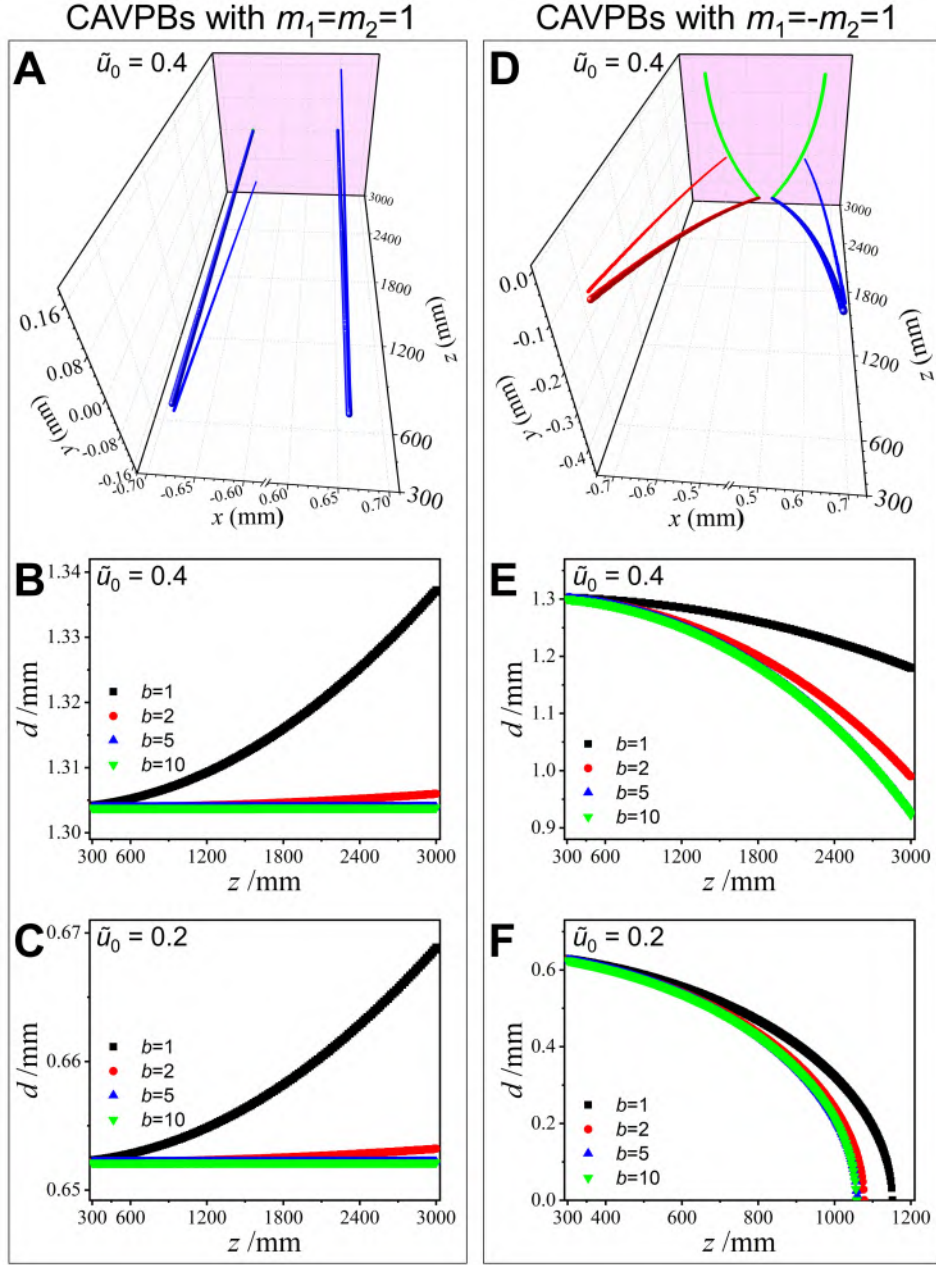 CAVPBs with m₁=m₂=1
CAVPBs with m₁=-m₂=1
A
ũ₀ = 0.4
3000
2400
1800
1200
600
300
z (mm)
0.16
0.08
0.00
-0.08
-0.16
y (mm)
-0.70
-0.65
-0.60
0.60
0.65
0.70
x (mm)
D
ũ₀ = 0.4
3000
2400
1800
1200
600
300
z (mm)
0.0
-0.1
-0.2
-0.3
-0.4
y (mm)
-0.7
-0.6
-0.5
0.5
0.6
0.7
x (mm)
B
ũ₀ = 0.4
1.34
1.33
1.32
1.31
1.30
d /mm
b=1
b=2
b=5
b=10
300 600 1200 1800 2400 3000
z /mm
E
ũ₀ = 0.4
1.3
1.2
1.1
1.0
0.9
d /mm
b=1
b=2
b=5
b=10
300 600 1200 1800 2400 3000
z /mm
C
ũ₀ = 0.2
0.67
0.66
0.65
d /mm
b=1
b=2
b=5
b=10
300 600 1200 1800 2400 3000
z /mm
F
ũ₀ = 0.2
0.6
0.4
0.2
0.0
d /mm
b=1
b=2
b=5
b=10
300 400 600 800 1000 1200
z /mm